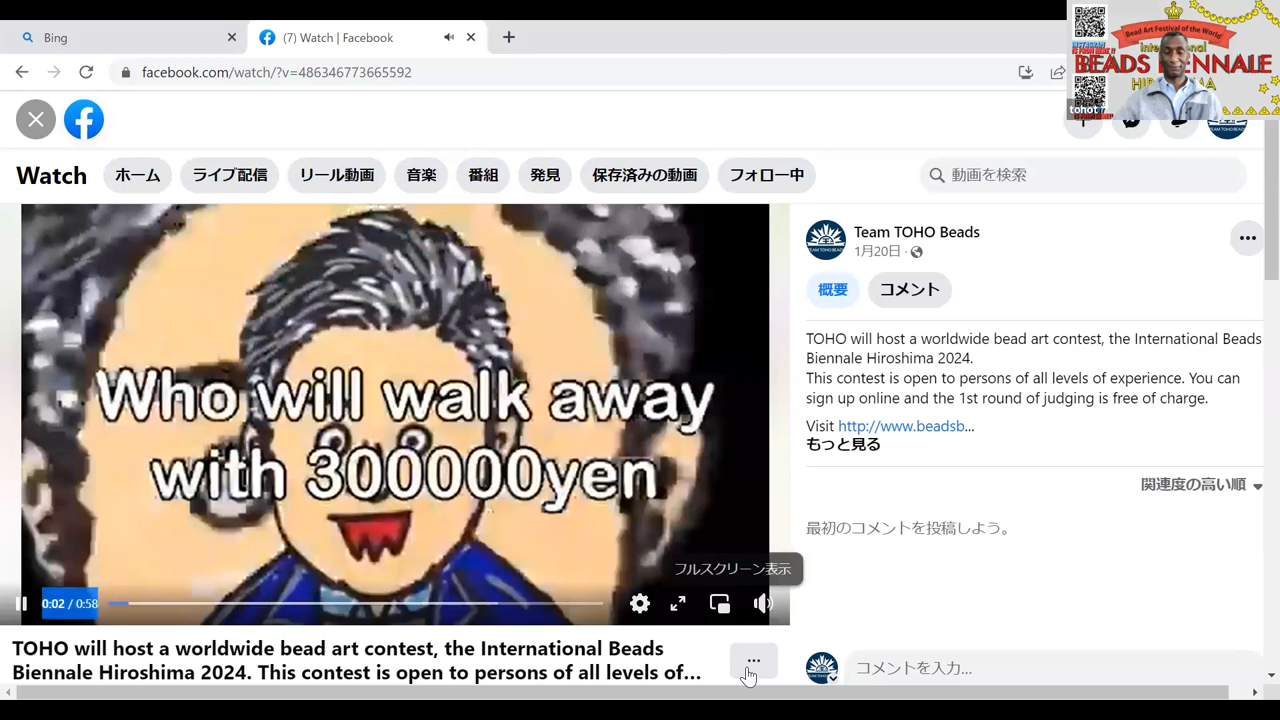 Bing
(7) Watch | Facebook
facebook.com/watch/?v=486346773665592
Bead Art Festival of the World
International
BEADS BIENNALE
tohot
Watch
ホーム
ライブ配信
リール動画
音楽
番組
発見
保存済みの動画
フォロー中
動画を検索
Who will walk away
with 300000yen
フルスクリーン表示
0:02 / 0:58
TOHO will host a worldwide bead art contest, the International Beads
Biennale Hiroshima 2024. This contest is open to persons of all levels of...
Team TOHO Beads
1月20日
概要
コメント
TOHO will host a worldwide bead art contest, the International Beads
Biennale Hiroshima 2024.
This contest is open to persons of all levels of experience. You can
sign up online and the 1st round of judging is free of charge.
Visit http://www.beadsb...
もっと見る
関連度の高い順
最初のコメントを投稿しよう。
コメントを入力...